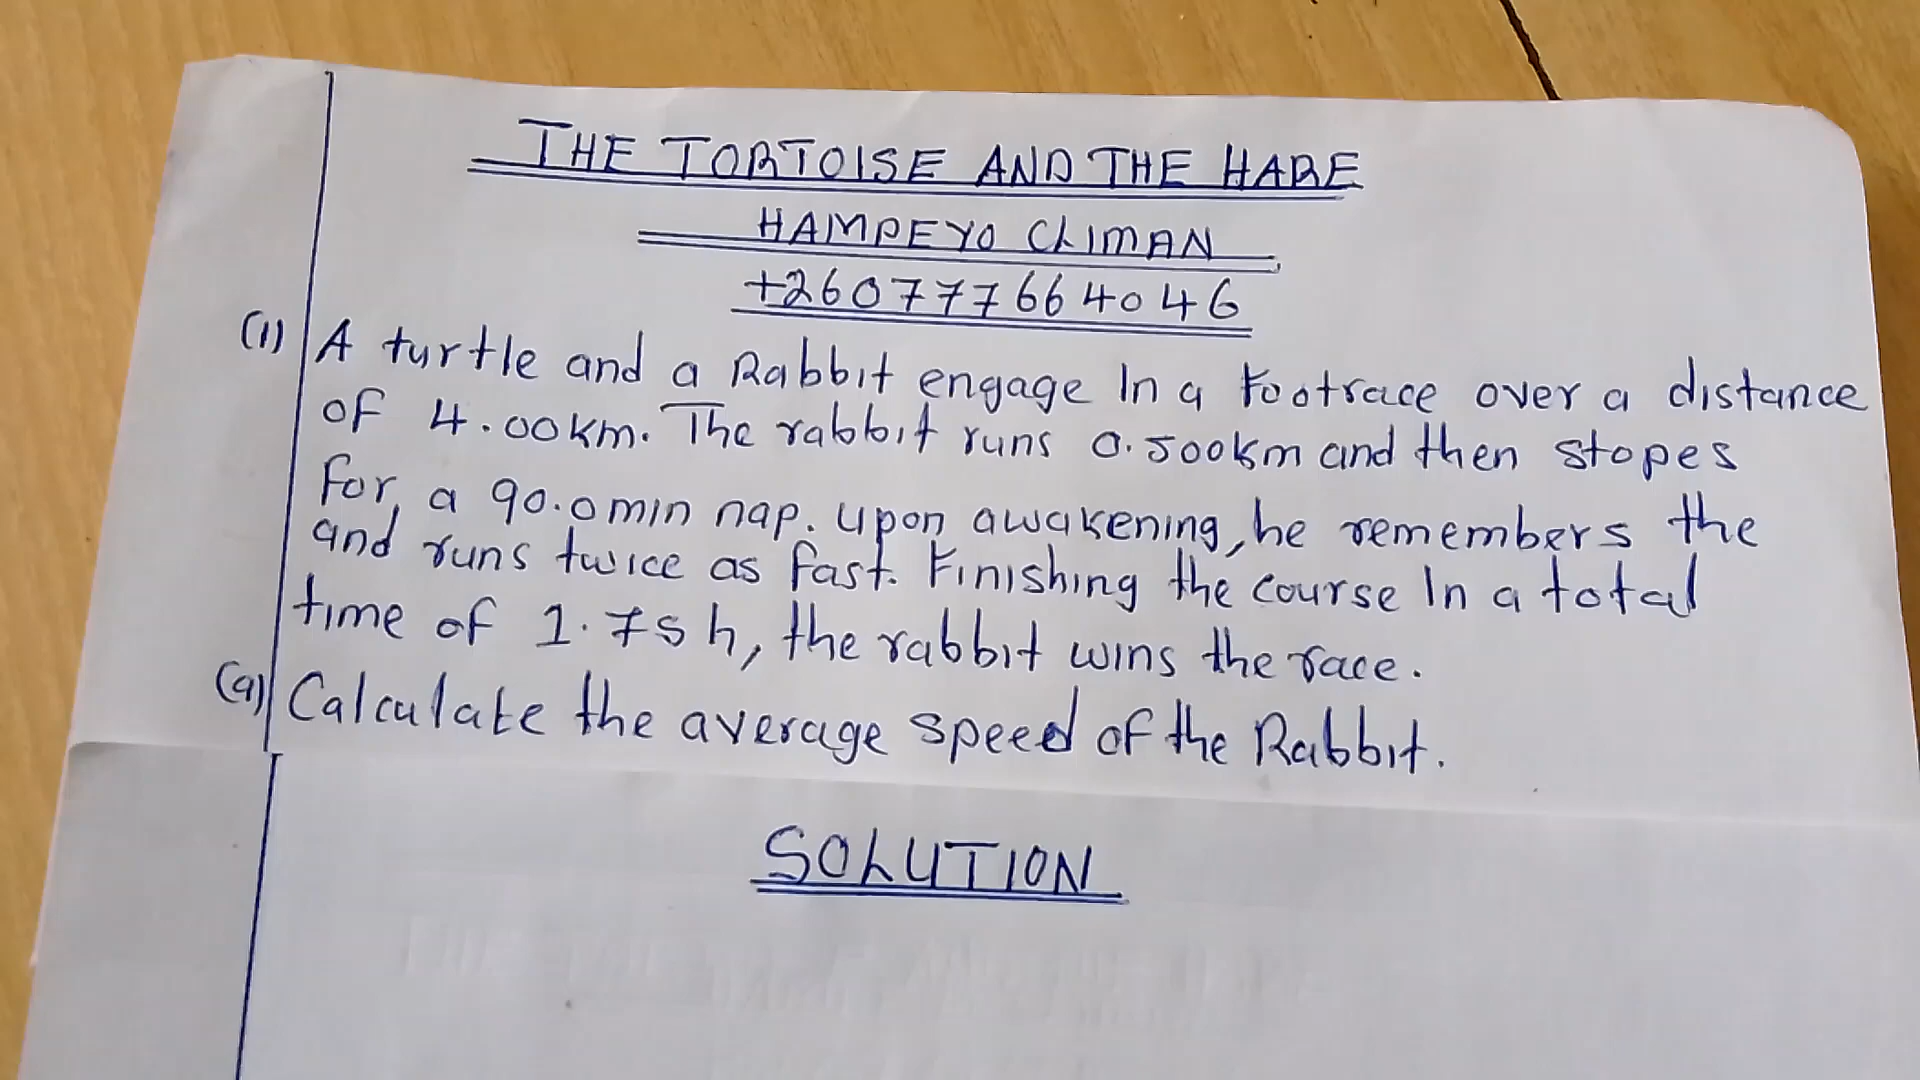 THE TORTOISE AND THE HARE
HAMPEYO CLIMAN
+260777664046
(1) A turtle and a Rabbit engage In a footrace over a distance
of 4.00km. The rabbit runs 0.500km and then stopes
for a 90.0min nap. upon awakening, he remembers the
and runs twice as fast. Finishing the course In a total
time of 1.75h, the rabbit wins the race.
(a) Calculate the average speed of the Rabbit.
SOLUTION